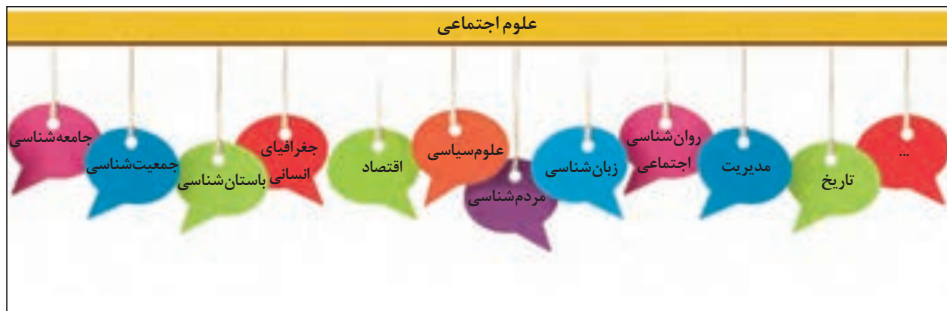 علوم اجتماعی
...
تاریخ
مدیریت
روان‌شناسی
اجتماعی
زبان‌شناسی
مردم‌شناسی
علوم‌سیاسی
اقتصاد
جغرافیای
انسانی
باستان‌شناسی
جمعیت‌شناسی
جامعه‌شناسی